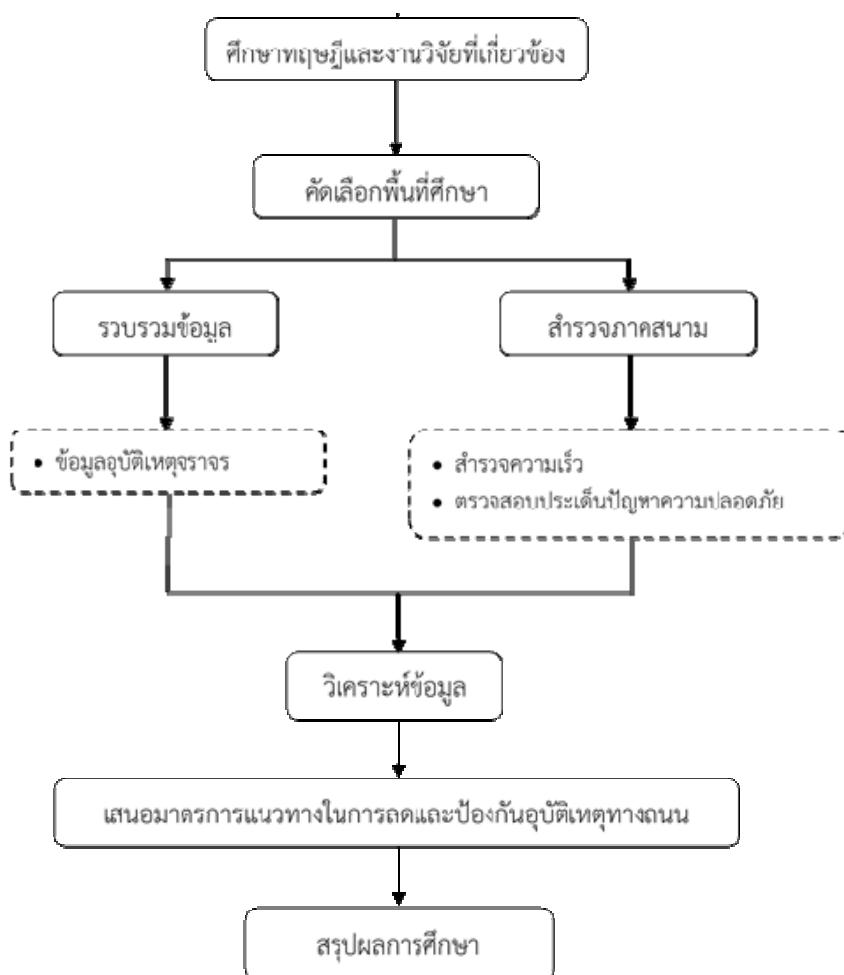 ศึกษาทฤษฎีและงานวิจัยที่เกี่ยวข้อง
คัดเลือกพื้นที่ศึกษา
รวบรวมข้อมูล
สำรวจภาคสนาม
• ข้อมูลอุบัติเหตุจราจร
• สำรวจความเร็ว
• ตรวจสอบประเด็นปัญหาความปลอดภัย
วิเคราะห์ข้อมูล
เสนอมาตรการแนวทางในการลดและป้องกันอุบัติเหตุทางถนน
สรุปผลการศึกษา